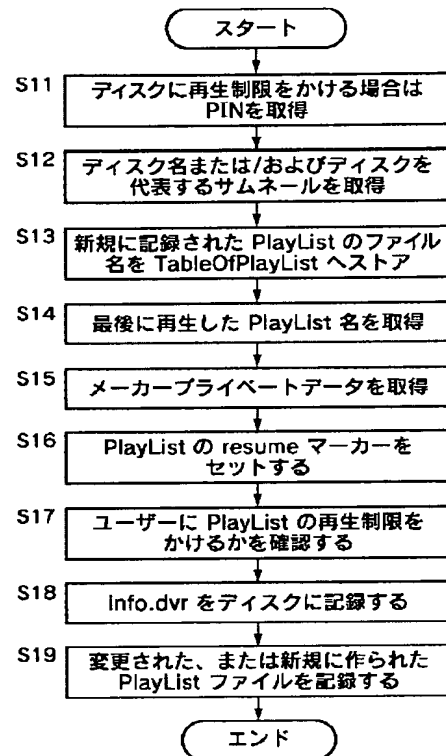 スタート
S11
ディスクに再生制限をかける場合は
PINを取得
S12
ディスク名または/およびディスクを
代表するサムネールを取得
S13
新規に記録された PlayList のファイル
名を TableOfPlayList へストア
S14
最後に再生した PlayList 名を取得
S15
メーカープライベートデータを取得
S16
PlayList の resume マーカーを
セットする
S17
ユーザーに PlayList の再生制限を
かけるかを確認する
S18
info.dvr をディスクに記録する
S19
変更された、または新規に作られた
PlayList ファイルを記録する
エンド